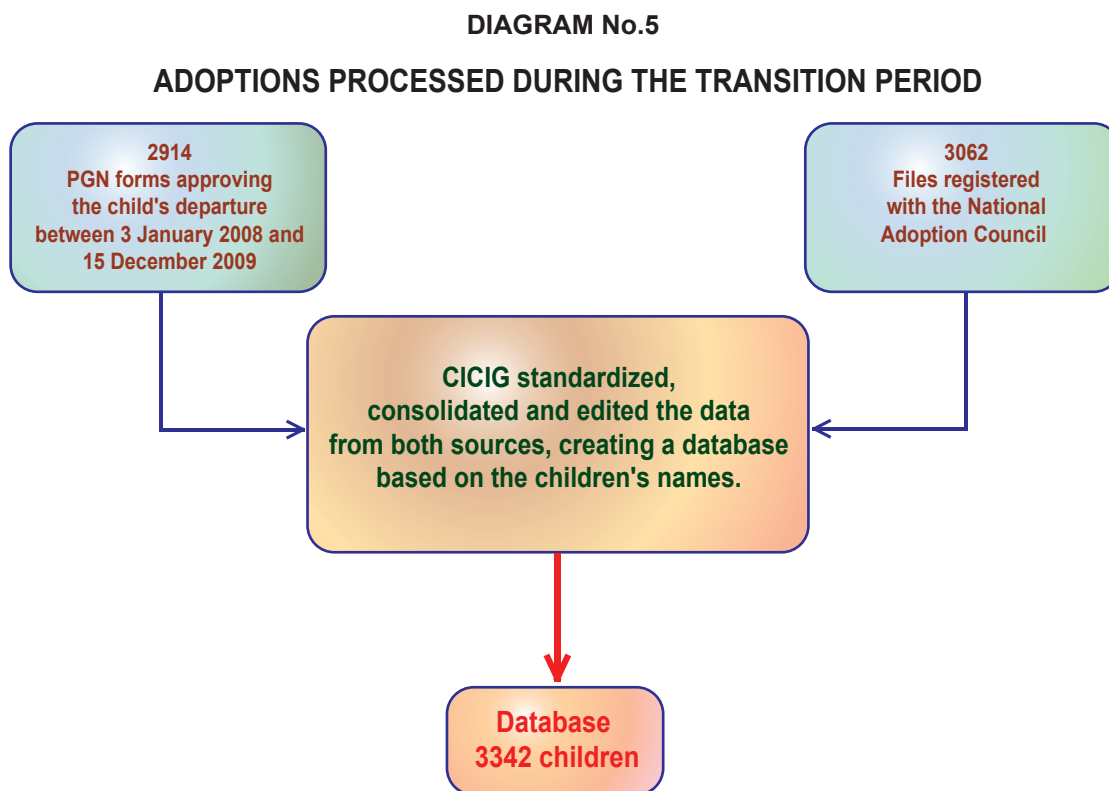 DIAGRAM No.5
ADOPTIONS PROCESSED DURING THE TRANSITION PERIOD
2914
PGN forms approving
the child's departure
between 3 January 2008 and
15 December 2009
3062
Files registered
with the National
Adoption Council
CICIG standardized,
consolidated and edited the data
from both sources, creating a database
based on the children's names.
Database
3342 children